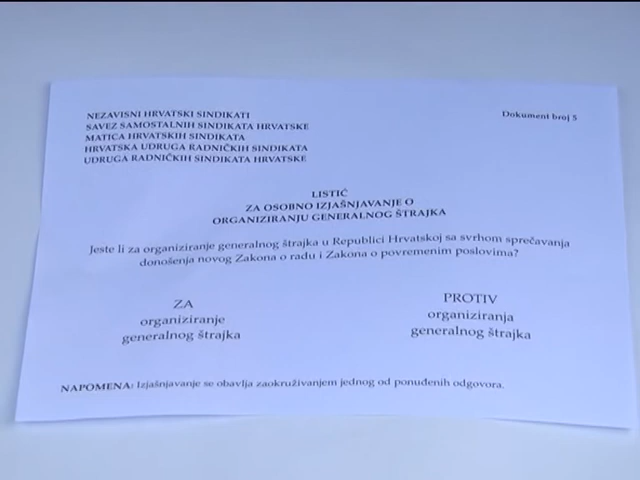 NEZAVISNI HRVATSKI SINDIKATI
SAVEZ SAMOSTALNIH SINDIKATA HRVATSKE
MATICA HRVATSKIH SINDIKATA
HRVATSKA UDRUGA RADNIČKIH SINDIKATA
UDRUGA RADNIČKIH SINDIKATA HRVATSKE
Dokument broj 5
LISTIĆ
ZA OSOBNO IZJAŠNJAVANJE O
ORGANIZIRANJU GENERALNOG ŠTRAJKA
Jeste li za organiziranje generalnog štrajka u Republici Hrvatskoj sa svrhom sprečavanja
donošenja novog Zakona o radu i Zakona o povremenim poslovima?
ZA
organiziranje
generalnog štrajka
PROTIV
organiziranja
generalnog štrajka
NAPOMENA: Izjašnjavanje se obavlja zaokruživanjem jednog od ponuđenih odgovora.